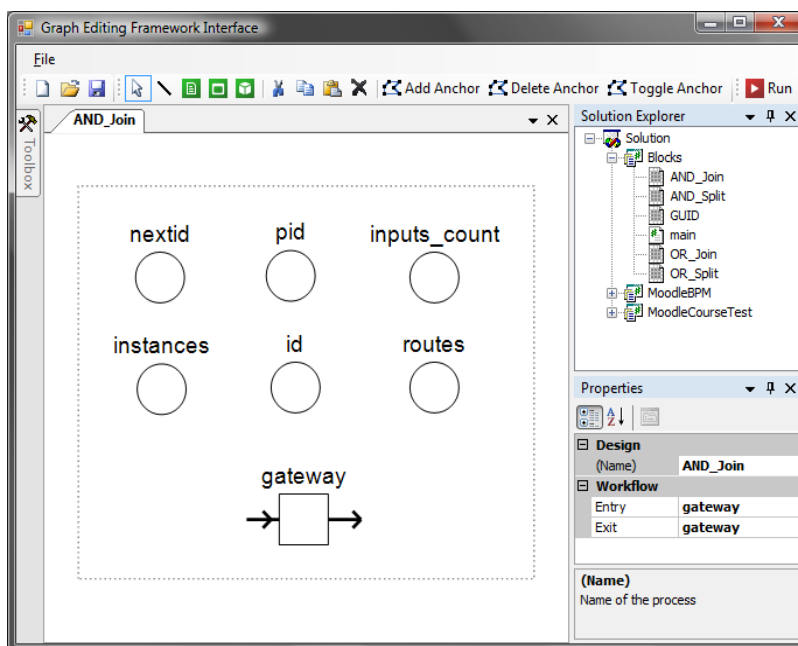 Graph Editing Framework Interface
File
Add Anchor Delete Anchor Toggle Anchor Run
Toolbox
AND_Join
nextid pid inputs_count
instances id routes
gateway
Solution Explorer
Solution
Blocks
AND_Join
AND_Split
GUID
main
OR_Join
OR_Split
MoodleBPM
MoodleCourseTest
Properties
Design
(Name) AND_Join
Workflow
Entry gateway
Exit gateway
(Name)
Name of the process